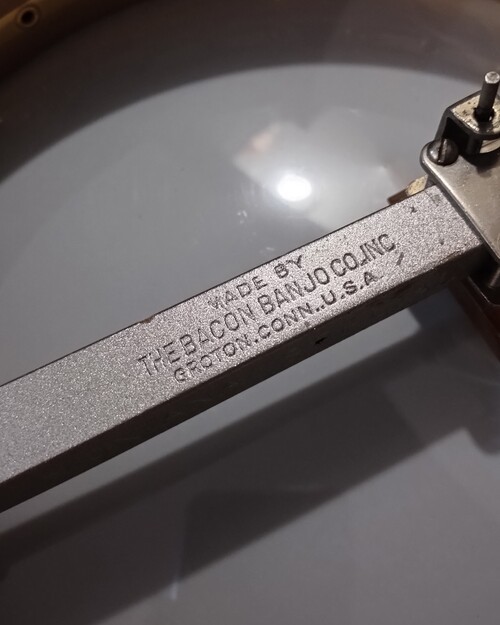 MADE BY
THE BACON BANJO CO., INC
GROTON. CONN. U.S.A